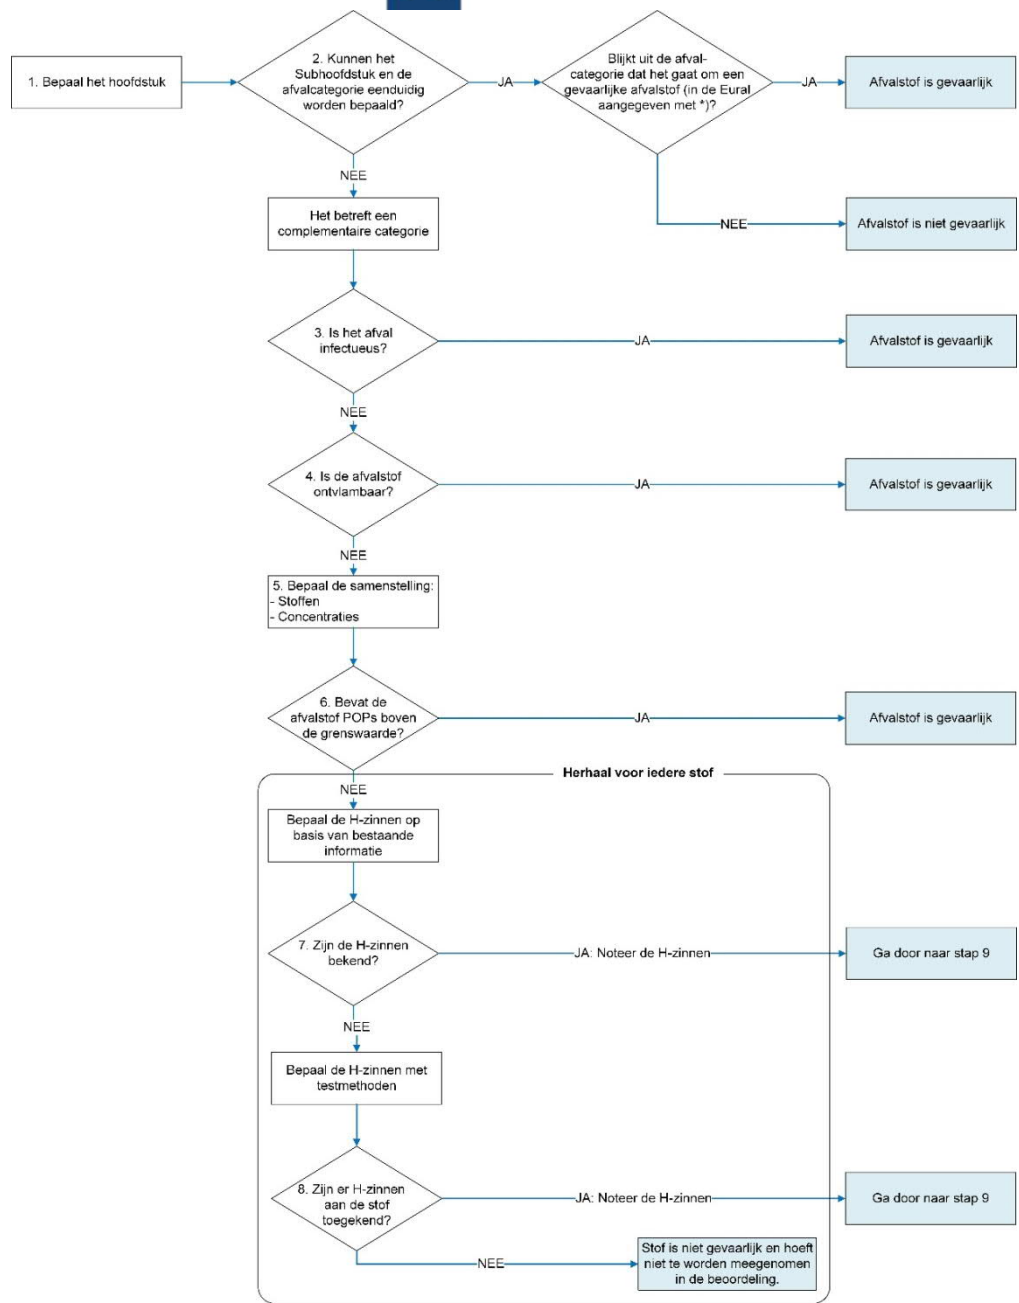 1. Bepaal het hoofdstuk
2. Kunnen het
Subhoofdstuk en de
afvalcategorie eenduidig
worden bepaald?
JA
Blijkt uit de afval-
categorie dat het gaat om een
gevaarlijke afvalstof (in de Eural
aangegeven met *)?
JA
Afvalstof is gevaarlijk
NEE
Het betreft een
complementaire categorie
NEE
Afvalstof is niet gevaarlijk
3. Is het afval
infectueus?
JA
Afvalstof is gevaarlijk
NEE
4. Is de afvalstof
ontvlambaar?
JA
Afvalstof is gevaarlijk
NEE
5. Bepaal de samenstelling:
- Stoffen
- Concentraties
6. Bevat de
afvalstof POPs boven
de grenswaarde?
JA
Afvalstof is gevaarlijk
Herhaal voor iedere stof
NEE
Bepaal de H-zinnen op
basis van bestaande
informatie
7. Zijn de H-zinnen
bekend?
JA: Noteer de H-zinnen
Ga door naar stap 9
NEE
Bepaal de H-zinnen met
testmethoden
8. Zijn er H-zinnen
aan de stof
toegekend?
JA: Noteer de H-zinnen
Ga door naar stap 9
NEE
Stof is niet gevaarlijk en hoeft
niet te worden meegenomen
in de beoordeling.